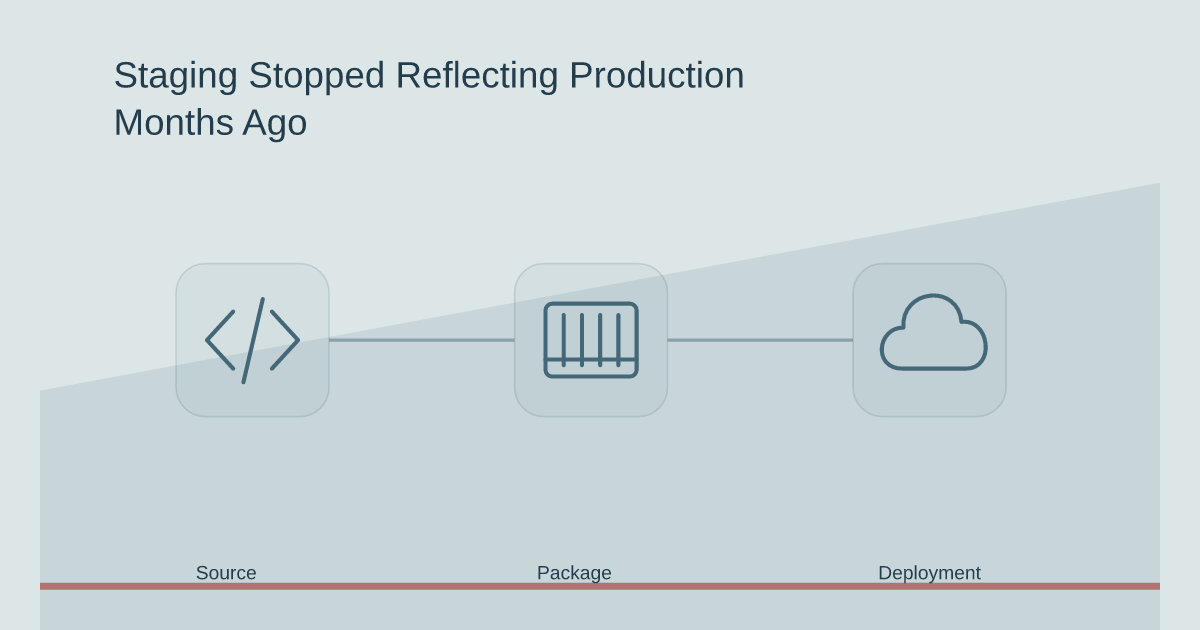 Staging Stopped Reflecting Production
Months Ago
Source
Package
Deployment